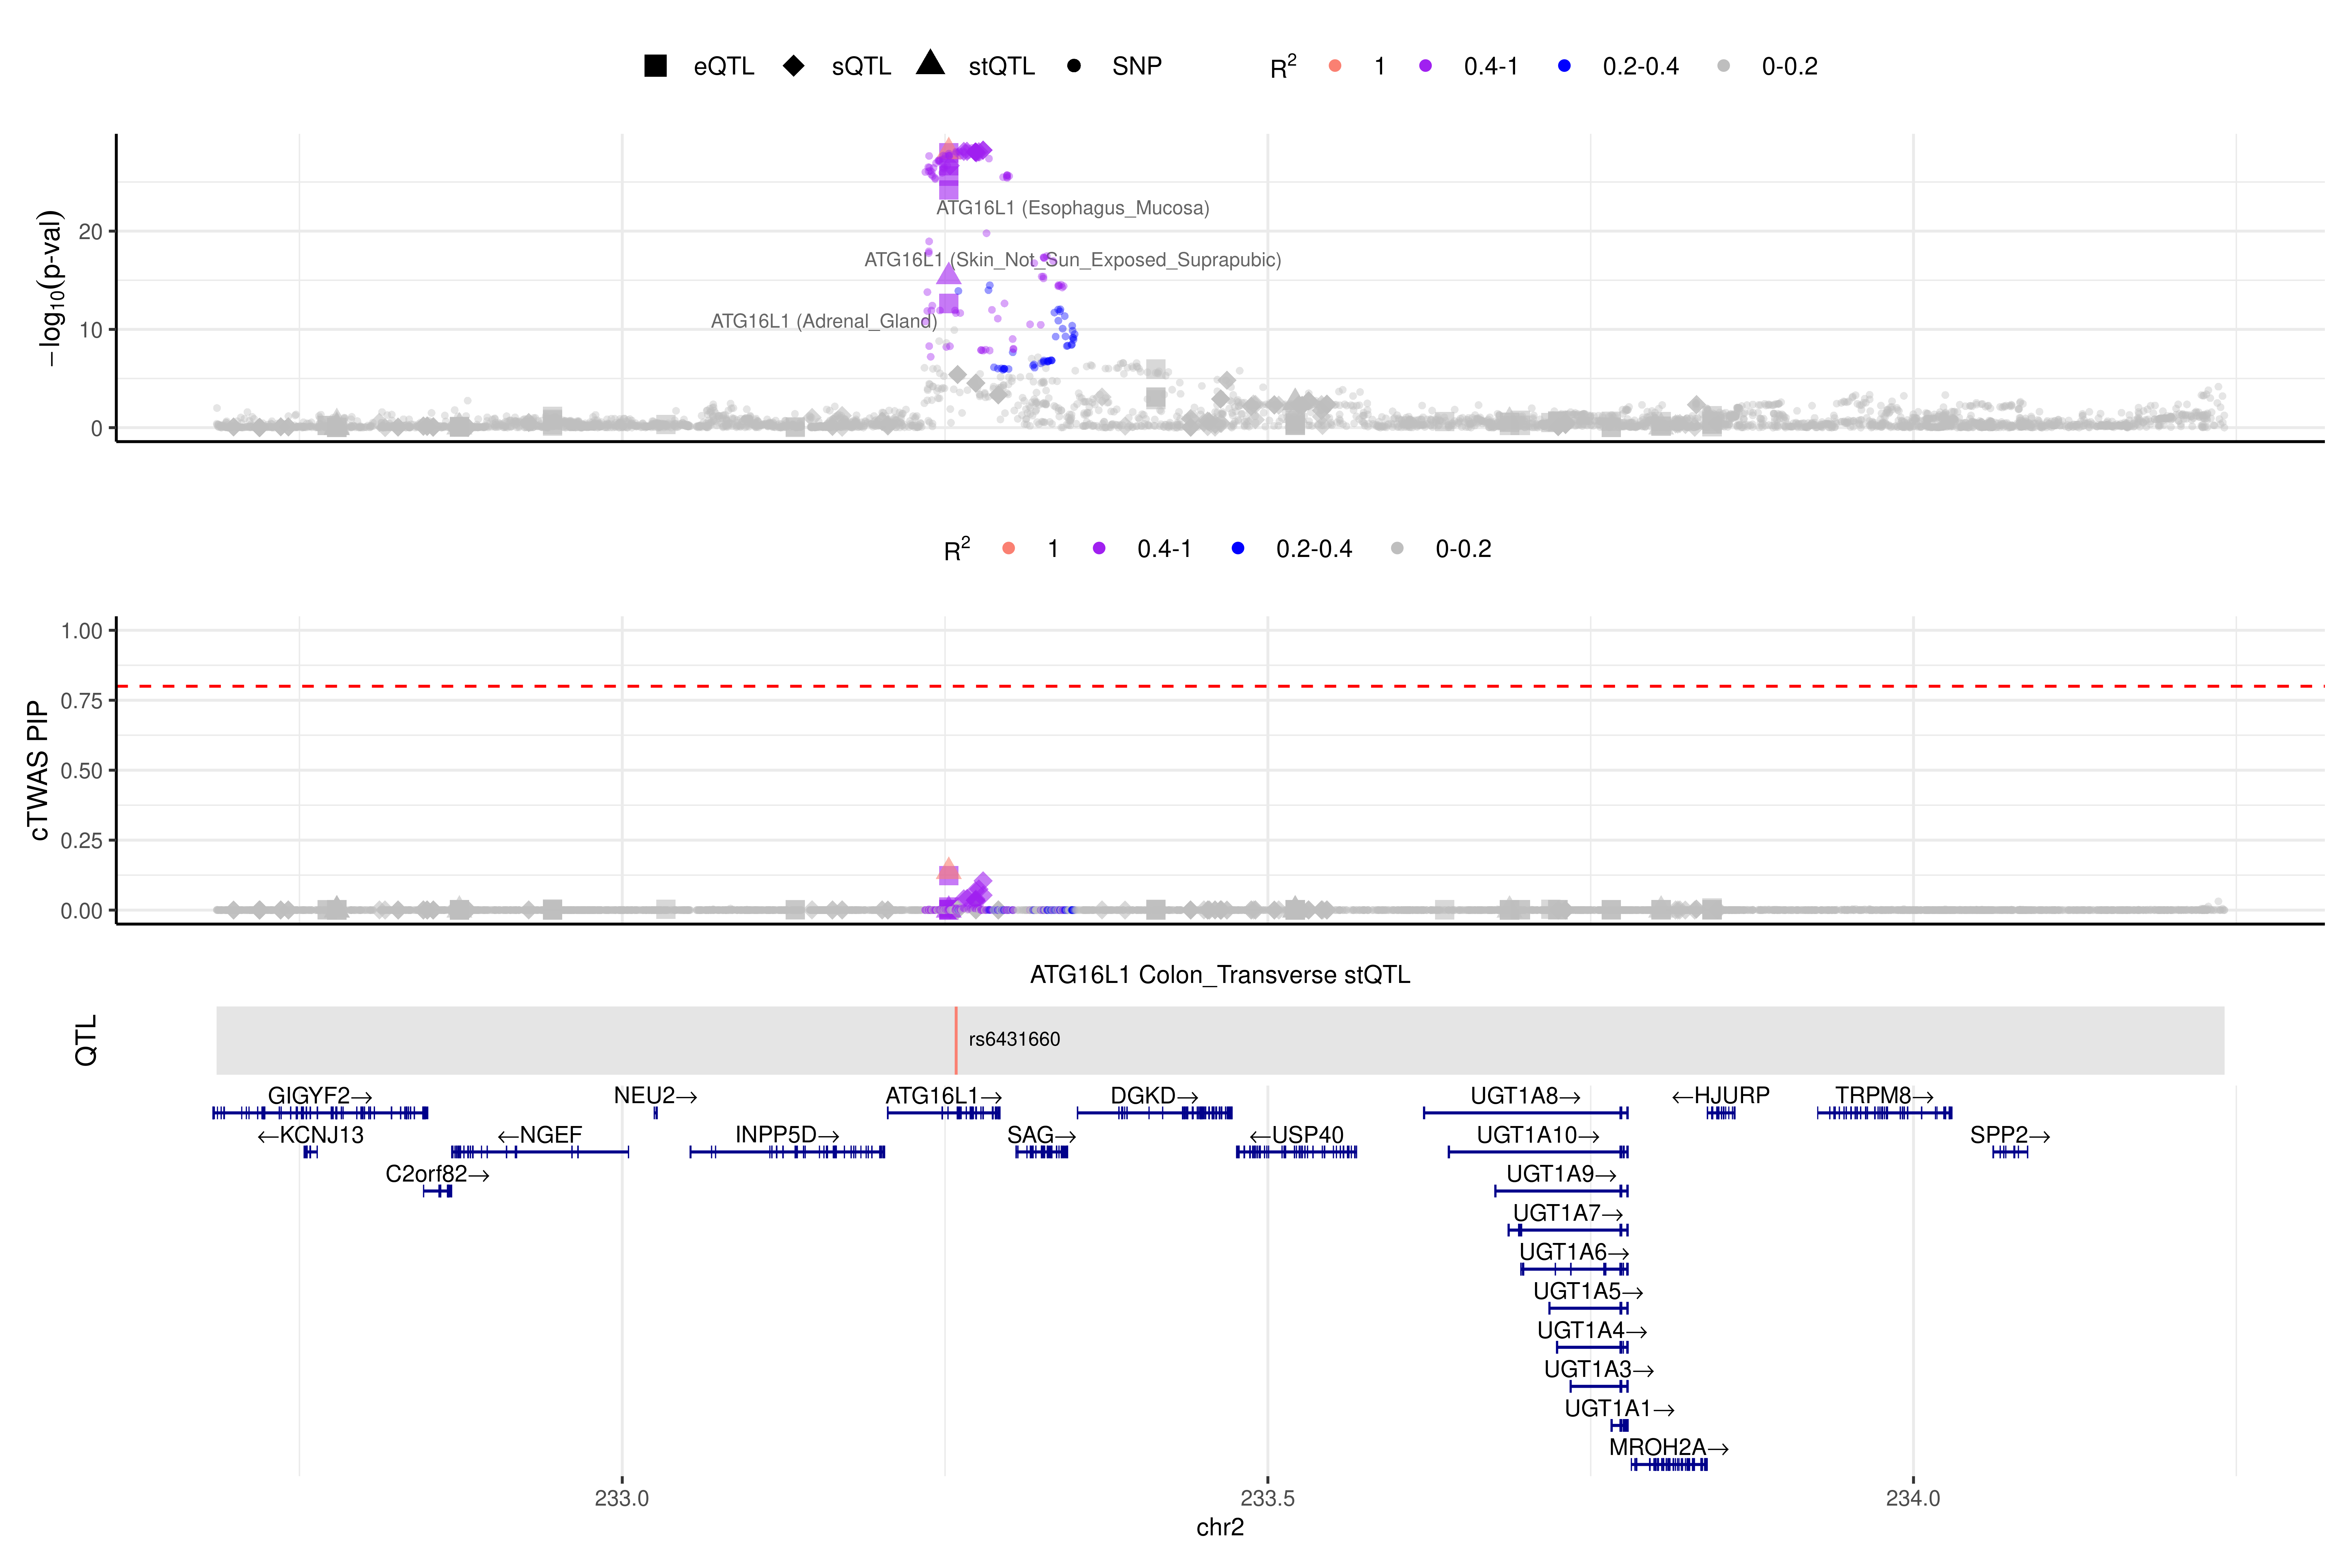 eQTL sQTL stQTL SNP R² 1 0.4-1 0.2-0.4 0-0.2
−log10(p-val)
20
10
0
ATG16L1 (Esophagus_Mucosa)
ATG16L1 (Skin_Not_Sun_Exposed_Suprapubic)
ATG16L1 (Adrenal_Gland)
R² 1 0.4-1 0.2-0.4 0-0.2
cTWAS PIP
1.00
0.75
0.50
0.25
0.00
ATG16L1 Colon_Transverse stQTL
QTL
rs6431660
GIGYF2→ NEU2→ ATG16L1→ DGKD→ UGT1A8→ ←HJURP TRPM8→
←KCNJ13 ←NGEF INPP5D→ SAG→ ←USP40 UGT1A10→ SPP2→
C2orf82→ UGT1A9→
UGT1A7→
UGT1A6→
UGT1A5→
UGT1A4→
UGT1A3→
UGT1A1→
MROH2A→
233.0 233.5 234.0
chr2